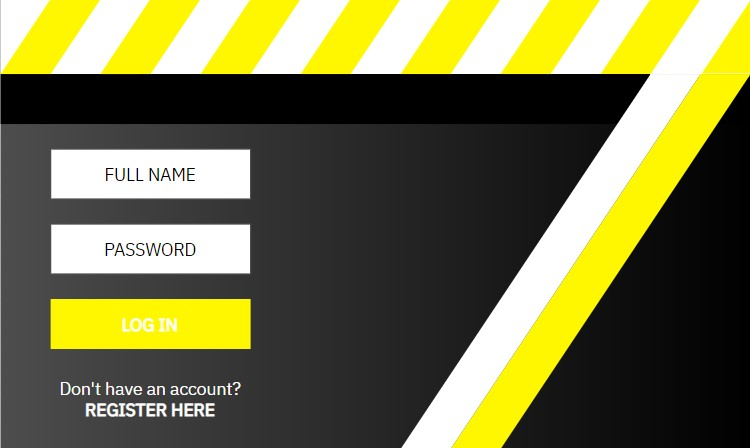 FULL NAME
PASSWORD
LOG IN
Don't have an account?
REGISTER HERE